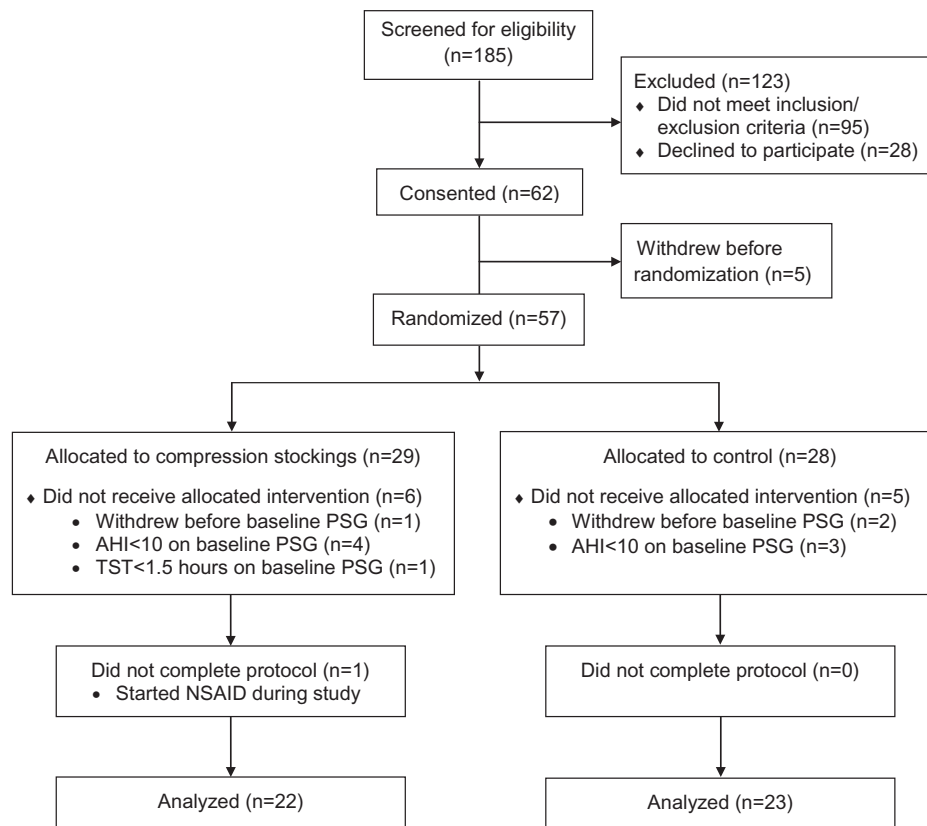 Screened for eligibility
(n=185)
Excluded (n=123)
♦ Did not meet inclusion/
exclusion criteria (n=95)
♦ Declined to participate (n=28)
Consented (n=62)
Withdrew before
randomization (n=5)
Randomized (n=57)
Allocated to compression stockings (n=29)
♦ Did not receive allocated intervention (n=6)
• Withdrew before baseline PSG (n=1)
• AHI<10 on baseline PSG (n=4)
• TST<1.5 hours on baseline PSG (n=1)
Allocated to control (n=28)
♦ Did not receive allocated intervention (n=5)
• Withdrew before baseline PSG (n=2)
• AHI<10 on baseline PSG (n=3)
Did not complete protocol (n=1)
• Started NSAID during study
Did not complete protocol (n=0)
Analyzed (n=22)
Analyzed (n=23)